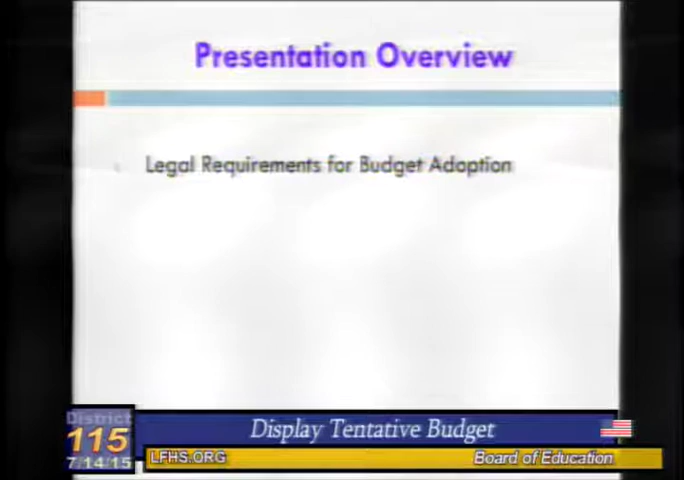 Presentation Overview
Legal Requirements for Budget Adoption
District
115
7/14/15
Display Tentative Budget
LFHS.ORG
Board of Education